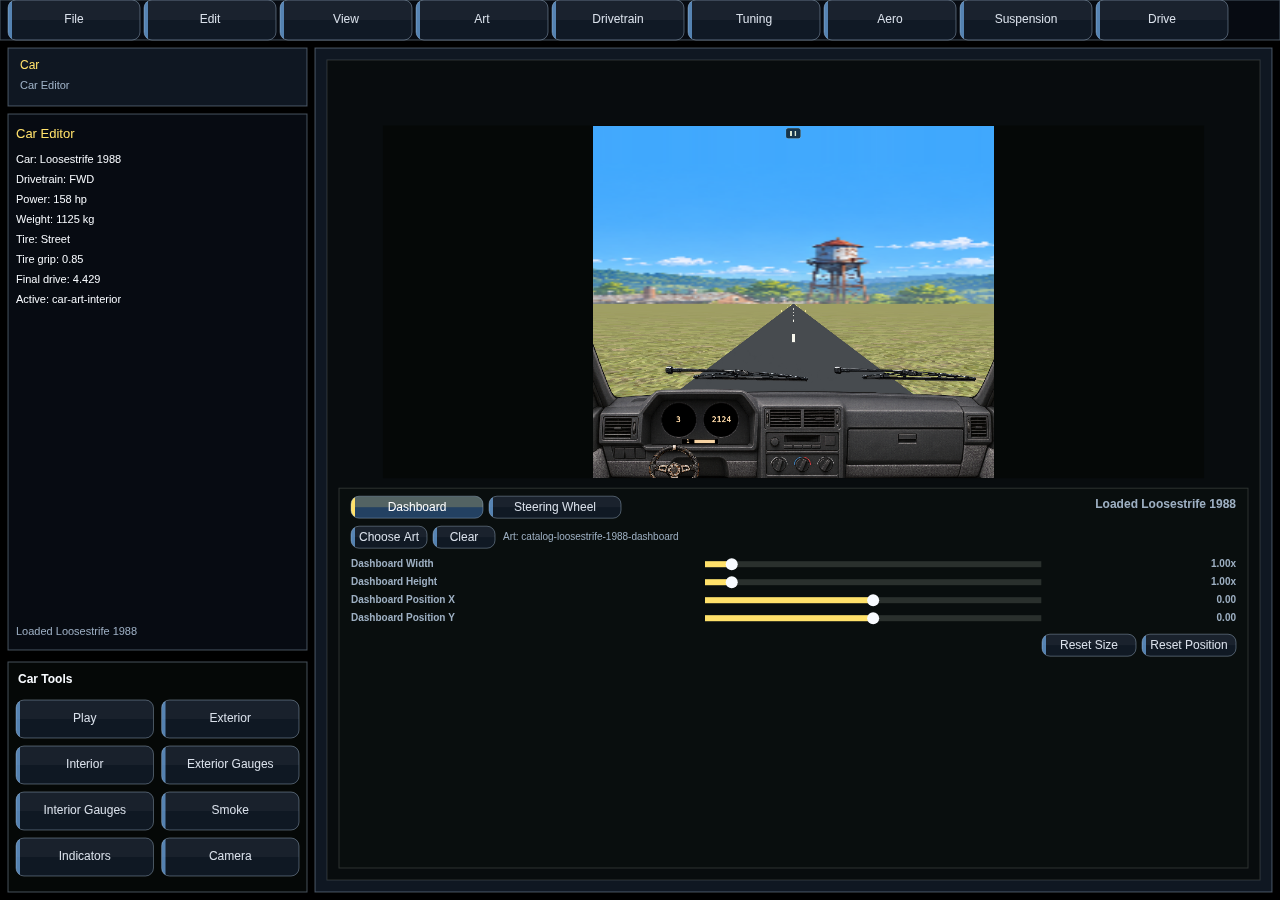 File
Edit
View
Art
Drivetrain
Tuning
Aero
Suspension
Drive
Car
Car Editor
Car Editor
Car: Loosestrife 1988
Drivetrain: FWD
Power: 158 hp
Weight: 1125 kg
Tire: Street
Tire grip: 0.85
Final drive: 4.429
Active: car-art-interior
Loaded Loosestrife 1988
Car Tools
Play
Exterior
Interior
Exterior Gauges
Interior Gauges
Smoke
Indicators
Camera
3
2124
1
Dashboard
Steering Wheel
Loaded Loosestrife 1988
Choose Art
Clear
Art: catalog-loosestrife-1988-dashboard
Dashboard Width
1.00x
Dashboard Height
1.00x
Dashboard Position X
0.00
Dashboard Position Y
0.00
Reset Size
Reset Position